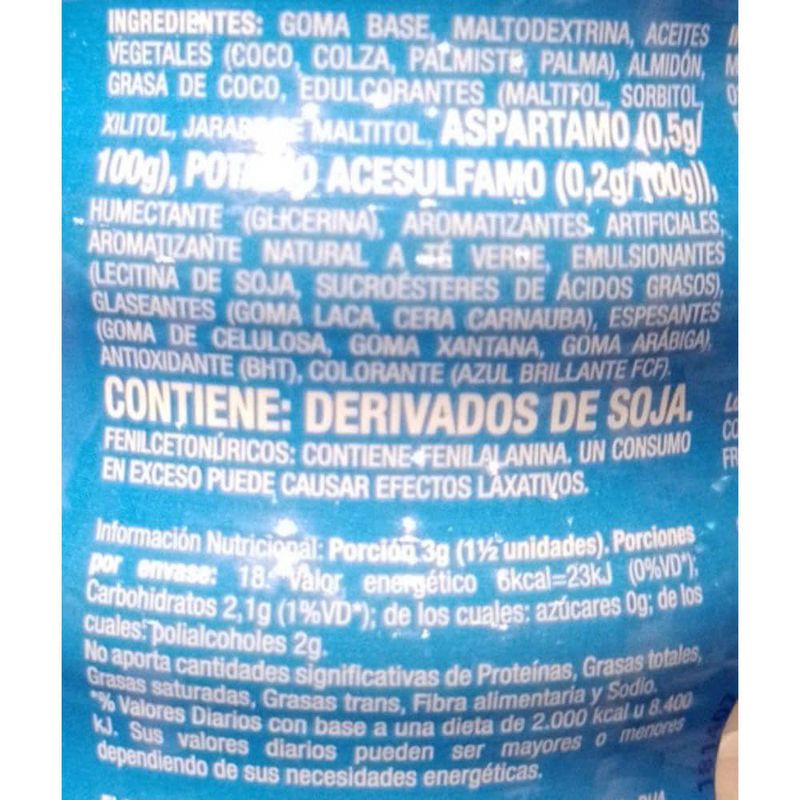 INGREDIENTES: GOMA BASE, MALTODEXTRINA, ACEITES
VEGETALES (COCO, COLZA, PALMISTE, PALMA), ALMIDÓN,
GRASA DE COCO, EDULCORANTES (MALTITOL, SORBITOL,
XILITOL, JARABE DE MALTITOL, ASPARTAMO (0,5g/
100g), POTASIO ACESULFAMO (0,2g/100g)),
HUMECTANTE (GLICERINA), AROMATIZANTES ARTIFICIALES,
AROMATIZANTE NATURAL A TÉ VERDE, EMULSIONANTES
(LECITINA DE SOJA, SUCROÉSTERES DE ÁCIDOS GRASOS),
GLASEANTES (GOMA LACA, CERA CARNAUBA), ESPESANTES
(GOMA DE CELULOSA, GOMA XANTANA, GOMA ARÁBIGA),
ANTIOXIDANTE (BHT), COLORANTE (AZUL BRILLANTE FCF).
CONTIENE: DERIVADOS DE SOJA.
FENILCETONÚRICOS: CONTIENE FENILALANINA. UN CONSUMO
EN EXCESO PUEDE CAUSAR EFECTOS LAXATIVOS.
Información Nutricional: Porción 3g (1½ unidades). Porciones
por envase: 18. Valor energético 6kcal=23kJ (0%VD*);
Carbohidratos 2,1g (1%VD*); de los cuales: azúcares 0g; de los
cuales: polialcoholes 2g.
No aporta cantidades significativas de Proteínas, Grasas totales,
Grasas saturadas, Grasas trans, Fibra alimentaria y Sodio.
*% Valores Diarios con base a una dieta de 2.000 kcal u 8.400
kJ. Sus valores diarios pueden ser mayores o menores
dependiendo de sus necesidades energéticas.